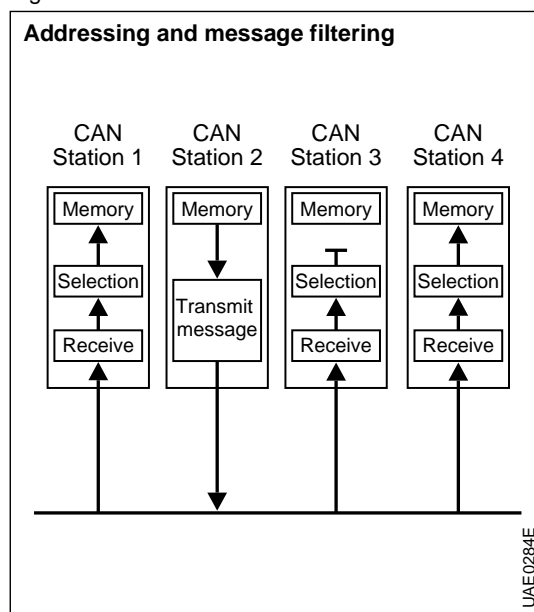 Addressing and message filtering
CAN
Station 1
CAN
Station 2
CAN
Station 3
CAN
Station 4
Memory
Selection
Receive
Memory
Transmit
message
Memory
Selection
Receive
Memory
Selection
Receive
UAE0284E